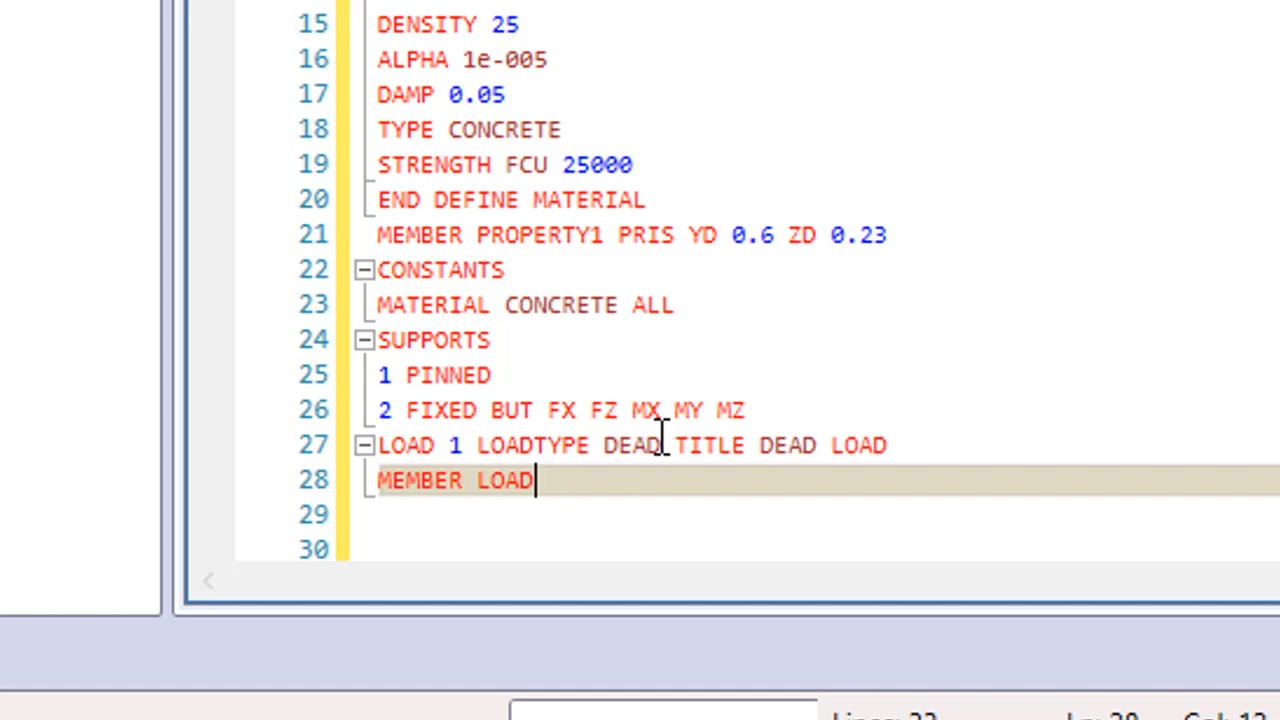 15 DENSITY 25
16 ALPHA 1e-005
17 DAMP 0.05
18 TYPE CONCRETE
19 STRENGTH FCU 25000
20 END DEFINE MATERIAL
21 MEMBER PROPERTY1 PRIS YD 0.6 ZD 0.23
22 CONSTANTS
23 MATERIAL CONCRETE ALL
24 SUPPORTS
25 1 PINNED
26 2 FIXED BUT FX FZ MX MY MZ
27 LOAD 1 LOADTYPE DEAD TITLE DEAD LOAD
28 MEMBER LOAD
29
30